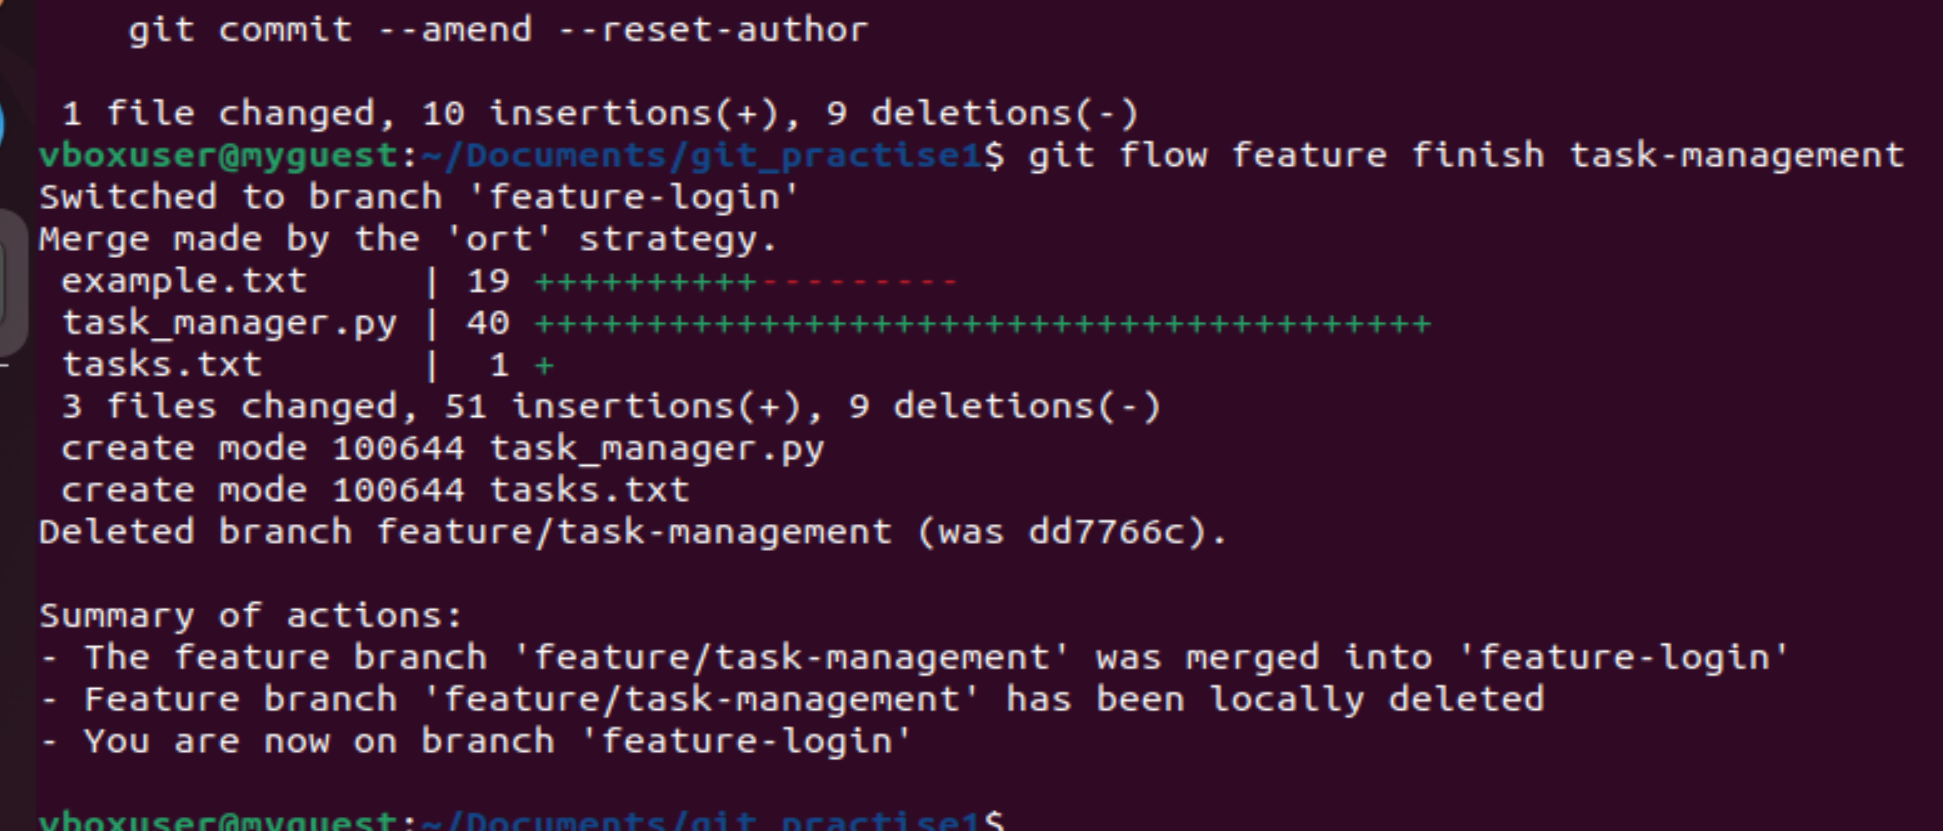 git commit --amend --reset-author
1 file changed, 10 insertions(+), 9 deletions(-)
vboxuser@myguest:~/Documents/git_practise1$ git flow feature finish task-management
Switched to branch 'feature-login'
Merge made by the 'ort' strategy.
example.txt     | 19 ++++++++++---------
task_manager.py | 40 ++++++++++++++++++++++++++++++++++++++++
tasks.txt       |  1 +
3 files changed, 51 insertions(+), 9 deletions(-)
create mode 100644 task_manager.py
create mode 100644 tasks.txt
Deleted branch feature/task-management (was dd7766c).
Summary of actions:
- The feature branch 'feature/task-management' was merged into 'feature-login'
- Feature branch 'feature/task-management' has been locally deleted
- You are now on branch 'feature-login'
vboxuser@myguest:~/Documents/git_practise1$